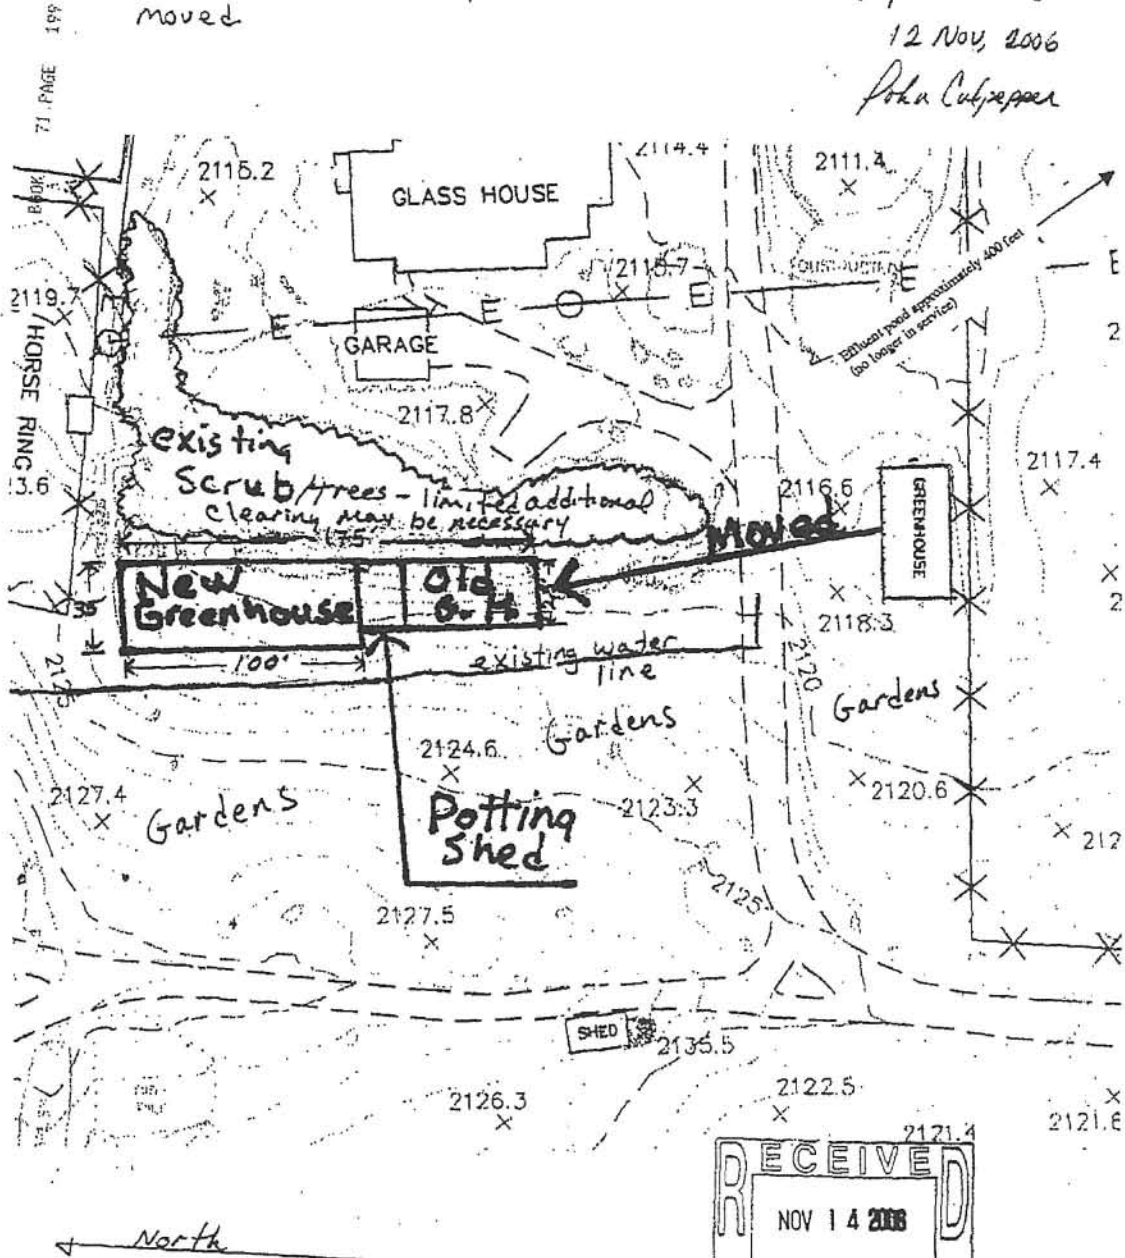 moved
12 Nov, 2006
71 PAGE 199
BOOK
2115.2
GLASS HOUSE
2114.4
2111.4
2119.7
2115.7
E
E
E
E
E
Effluent pond approximately 400 feet
(no longer in service)
HORSE RING
GARAGE
2117.8
existing
Scrub/trees - limited additional
clearing may be necessary
175
2116.6
2117.4
GREENHOUSE
Moved
New
Greenhouse
Old
G.H.
35
100'
2118.3
existing water
line
2125
2120
Gardens
Gardens
2124.6
2127.4
Gardens
2123.3
2120.6
Potting
Shed
212
2125
2127.5
SHED
2135.5
2126.3
2122.5
2121.4
2121.6
RECEIVED
NOV 14 2006
North